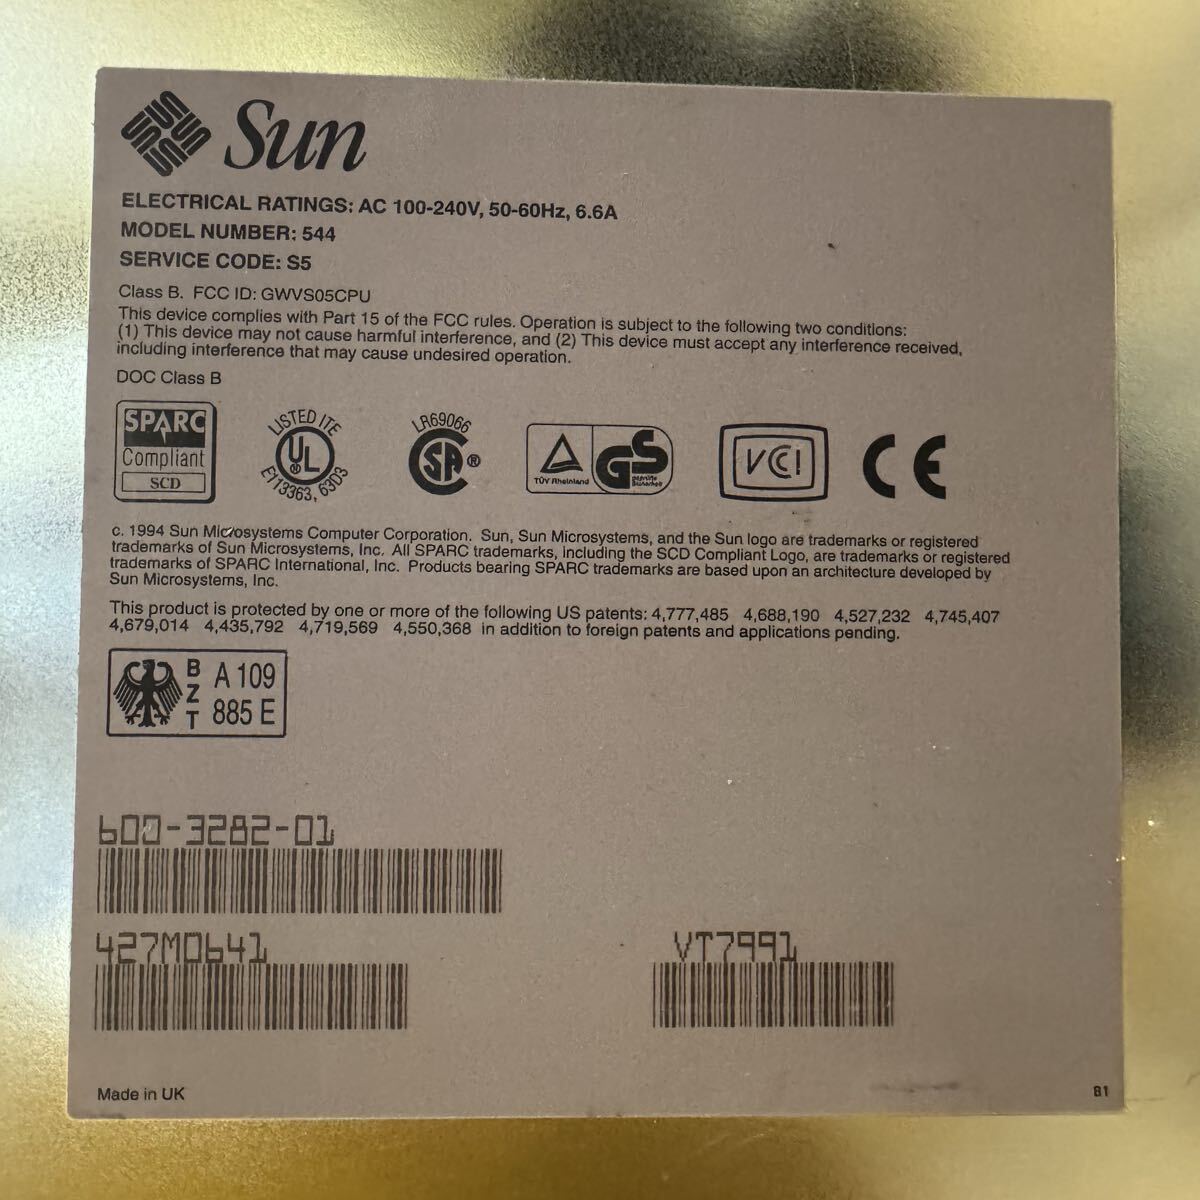 Sun
ELECTRICAL RATINGS: AC 100-240V, 50-60Hz, 6.6A
MODEL NUMBER: 544
SERVICE CODE: S5
Class B. FCC ID: GWVS05CPU
This device complies with Part 15 of the FCC rules. Operation is subject to the following two conditions:
(1) This device may not cause harmful interference, and (2) This device must accept any interference received,
including interference that may cause undesired operation.
DOC Class B
SPARC
Compliant
SCD
LISTED ITE
UL ®
E113363, 63D3
LR69066
SA ®
TÜV Rheinland
GS
geprüfte
Sicherheit
VCI
CE
c. 1994 Sun Microsystems Computer Corporation. Sun, Sun Microsystems, and the Sun logo are trademarks or registered
trademarks of Sun Microsystems, Inc. All SPARC trademarks, including the SCD Compliant Logo, are trademarks or registered
trademarks of SPARC International, Inc. Products bearing SPARC trademarks are based upon an architecture developed by
Sun Microsystems, Inc.
This product is protected by one or more of the following US patents: 4,777,485 4,688,190 4,527,232 4,745,407
4,679,014 4,435,792 4,719,569 4,550,368 in addition to foreign patents and applications pending.
BZT
A 109
885 E
600-3282-01
427M0641
VT7991
Made in UK
B1